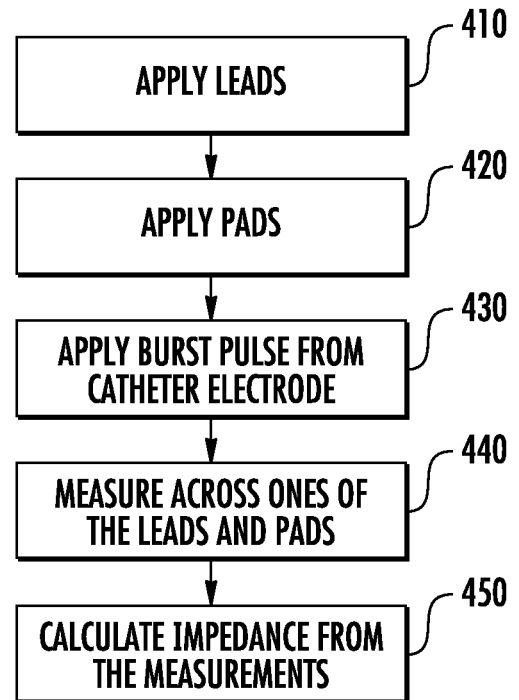 410
APPLY LEADS
420
APPLY PADS
430
APPLY BURST PULSE FROM
CATHETER ELECTRODE
440
MEASURE ACROSS ONES OF
THE LEADS AND PADS
450
CALCULATE IMPEDANCE FROM
THE MEASUREMENTS